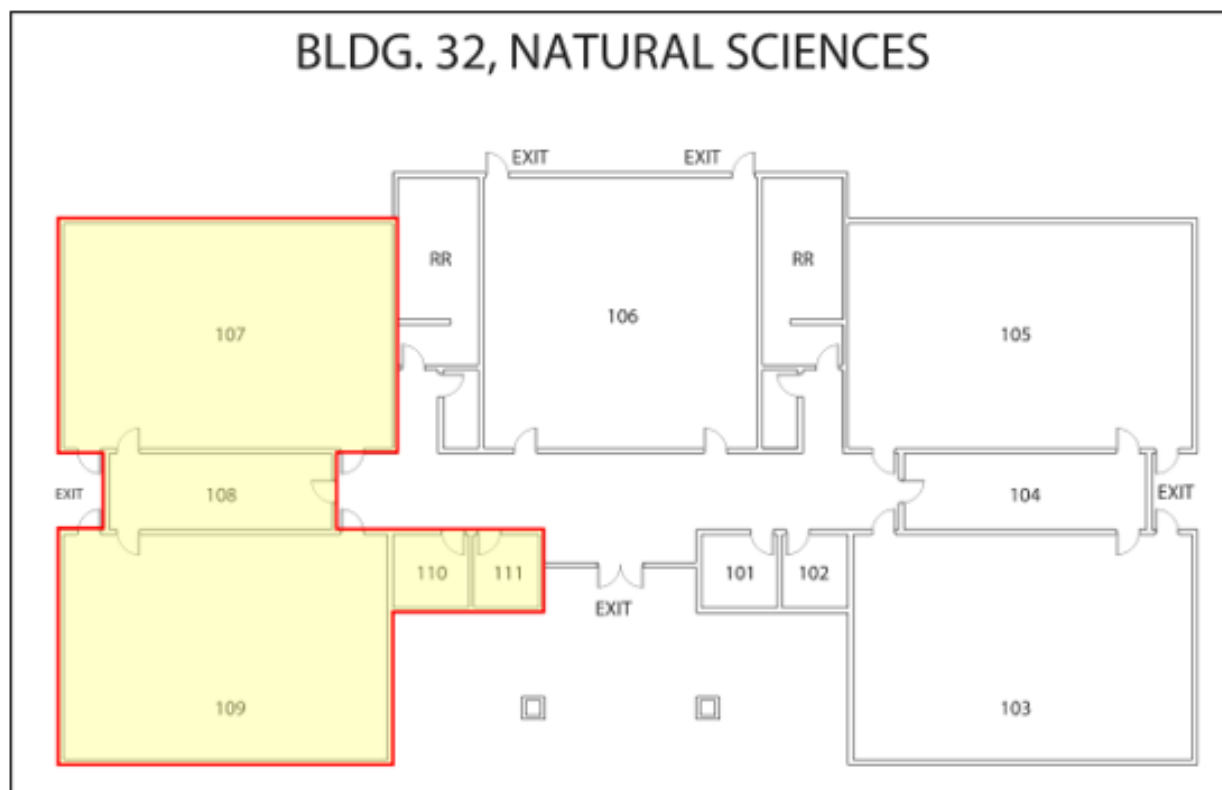 BLDG. 32, NATURAL SCIENCES
EXIT EXIT
RR RR
107 106 105
EXIT 108 104 EXIT
110 111 101 102
EXIT
109 103